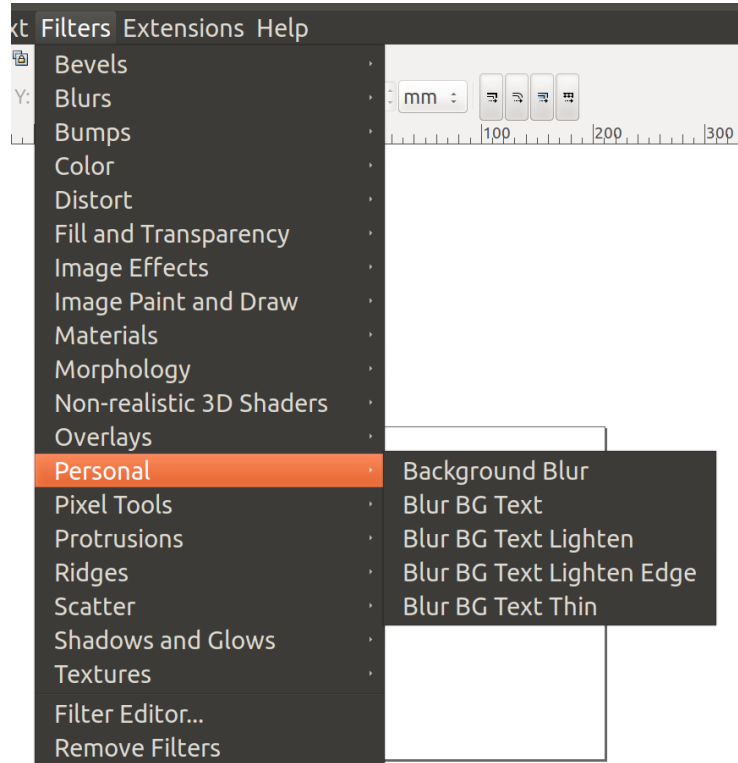 xt Filters Extensions Help
Bevels
Y: Blurs mm
Bumps 100 200 300
Color
Distort
Fill and Transparency
Image Effects
Image Paint and Draw
Materials
Morphology
Non-realistic 3D Shaders
Overlays
Personal Background Blur
Pixel Tools Blur BG Text
Protrusions Blur BG Text Lighten
Ridges Blur BG Text Lighten Edge
Scatter Blur BG Text Thin
Shadows and Glows
Textures
Filter Editor...
Remove Filters